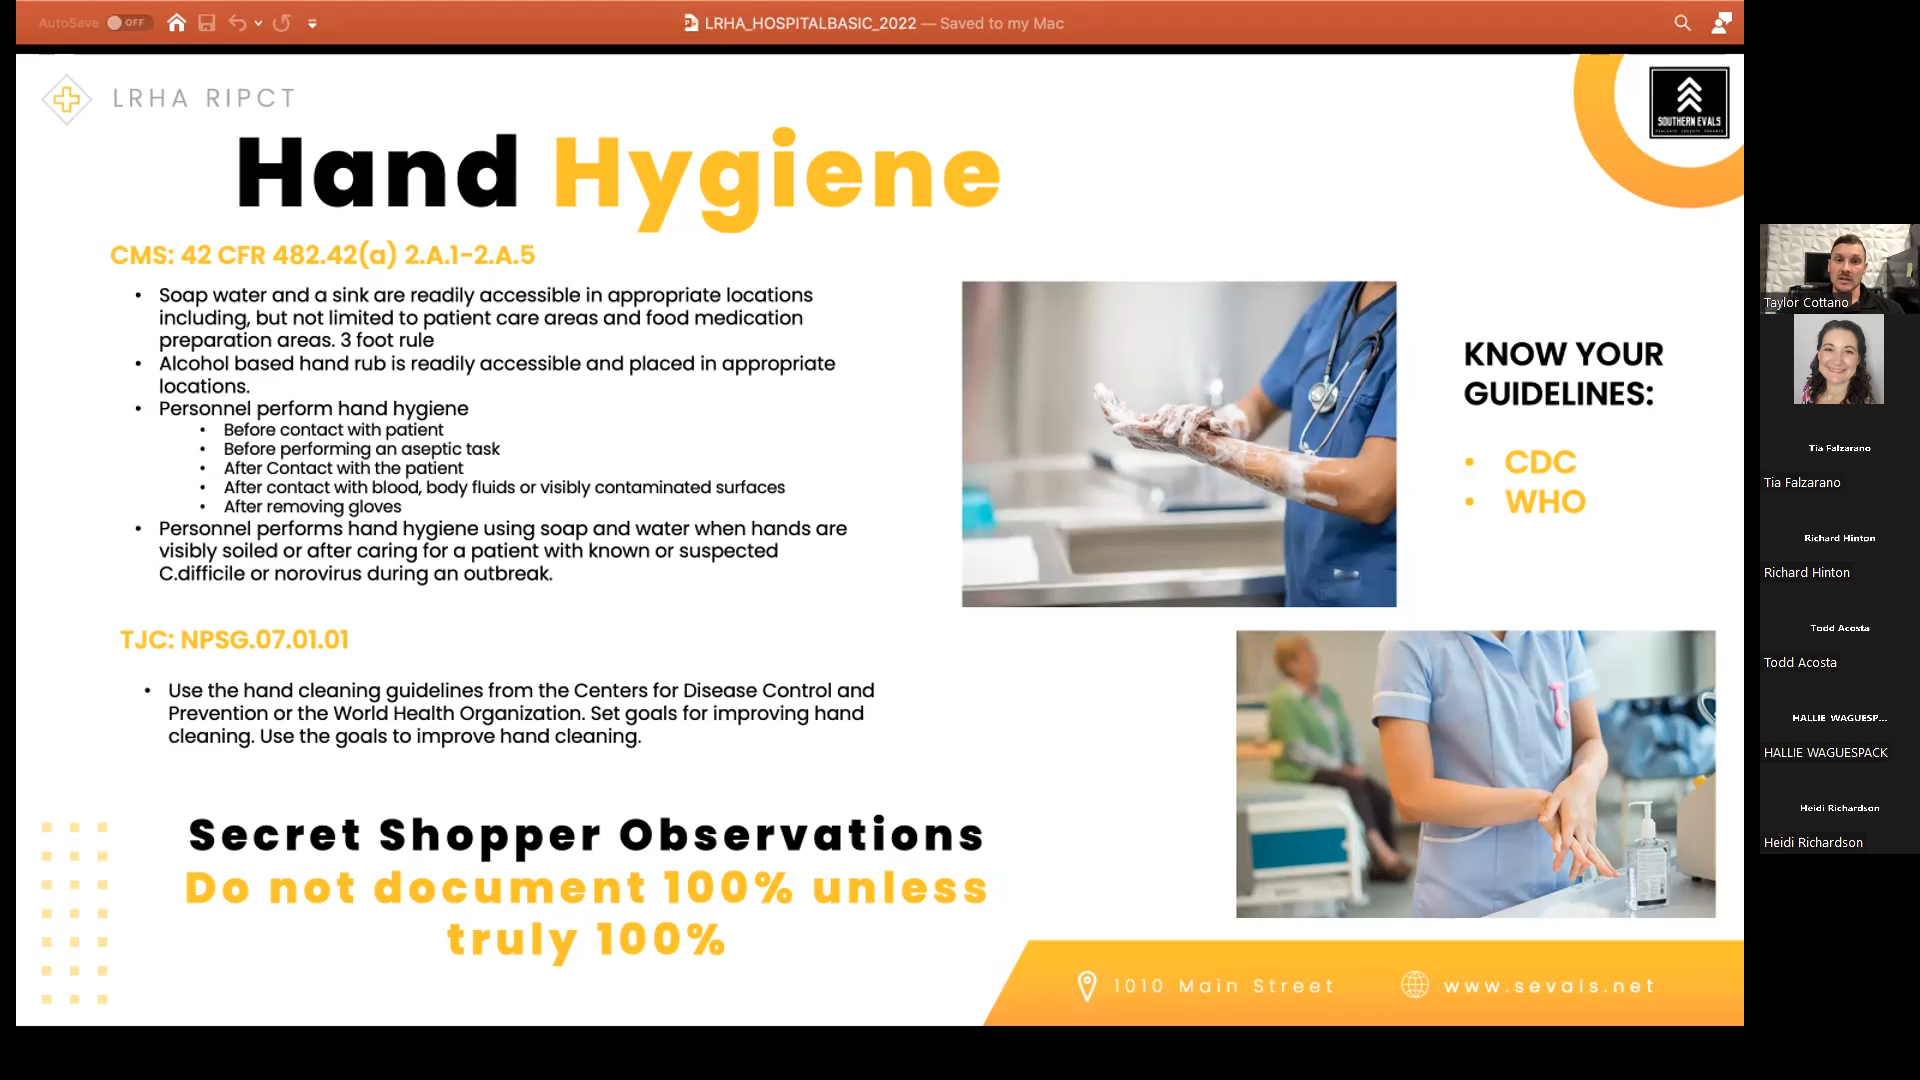 AutoSave OFF
LRHA_HOSPITALBASIC_2022 — Saved to my Mac
LRHA RIPCT
SOUTHERN EVALS
Hand Hygiene
CMS: 42 CFR 482.42(a) 2.A.1-2.A.5
• Soap water and a sink are readily accessible in appropriate locations
including, but not limited to patient care areas and food medication
preparation areas. 3 foot rule
• Alcohol based hand rub is readily accessible and placed in appropriate
locations.
• Personnel perform hand hygiene
• Before contact with patient
• Before performing an aseptic task
• After Contact with the patient
• After contact with blood, body fluids or visibly contaminated surfaces
• After removing gloves
• Personnel performs hand hygiene using soap and water when hands are
visibly soiled or after caring for a patient with known or suspected
C.difficile or norovirus during an outbreak.
TJC: NPSG.07.01.01
• Use the hand cleaning guidelines from the Centers for Disease Control and
Prevention or the World Health Organization. Set goals for improving hand
cleaning. Use the goals to improve hand cleaning.
Secret Shopper Observations
Do not document 100% unless
truly 100%
KNOW YOUR
GUIDELINES:
• CDC
• WHO
1010 Main Street
www.sevals.net
Taylor Cottano
Tia Falzarano
Tia Falzarano
Richard Hinton
Richard Hinton
Todd Acosta
Todd Acosta
HALLIE WAGUESP...
HALLIE WAGUESPACK
Heidi Richardson
Heidi Richardson